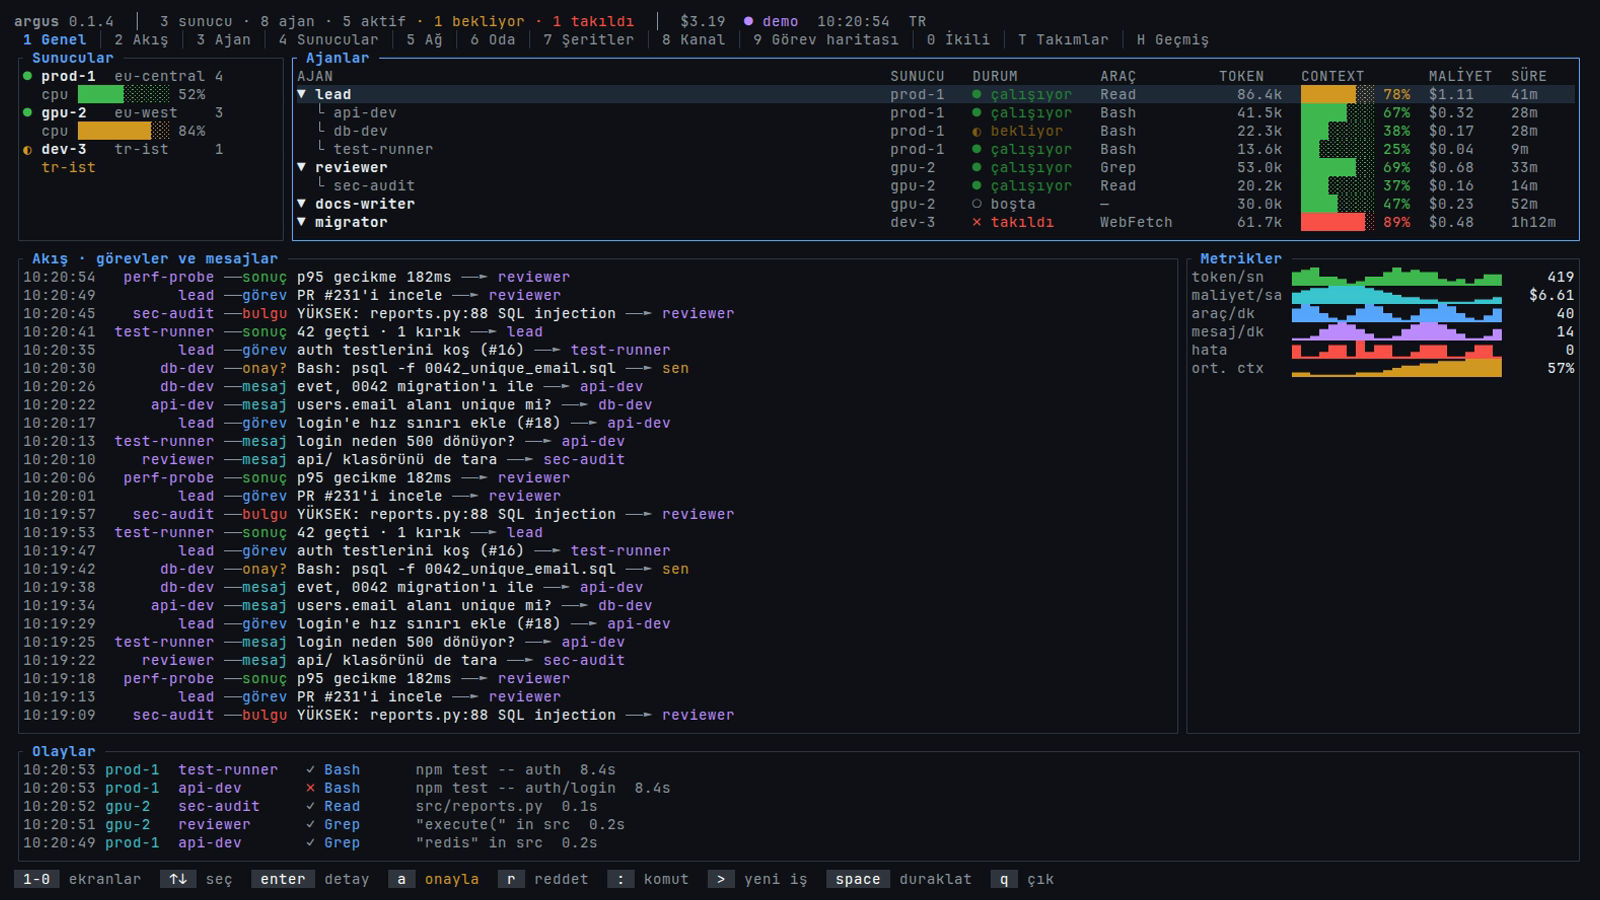 argus 0.1.4 │ 3 sunucu · 8 ajan · 5 aktif · 1 bekliyor · 1 takıldı │ $3.19 ● demo 10:20:54 TR
1 Genel │ 2 Akış │ 3 Ajan │ 4 Sunucular │ 5 Ağ │ 6 Oda │ 7 Şeritler │ 8 Kanal │ 9 Görev haritası │ 0 İkili │ T Takımlar │ H Geçmiş
Sunucular
● prod-1 eu-central 4
cpu 52%
● gpu-2 eu-west 3
cpu 84%
◐ dev-3 tr-ist 1
tr-ist
Ajanlar
AJAN SUNUCU DURUM ARAÇ TOKEN CONTEXT MALİYET SÜRE
▼ lead prod-1 ● çalışıyor Read 86.4k 78% $1.11 41m
└ api-dev prod-1 ● çalışıyor Bash 41.5k 67% $0.32 28m
└ db-dev prod-1 ◐ bekliyor Bash 22.3k 38% $0.17 28m
└ test-runner prod-1 ● çalışıyor Bash 13.6k 25% $0.04 9m
▼ reviewer gpu-2 ● çalışıyor Grep 53.0k 69% $0.68 33m
└ sec-audit gpu-2 ● çalışıyor Read 20.2k 37% $0.16 14m
▼ docs-writer gpu-2 ○ boşta — 30.0k 47% $0.23 52m
▼ migrator dev-3 × takıldı WebFetch 61.7k 89% $0.48 1h12m
Akış · görevler ve mesajlar
10:20:54 perf-probe ──sonuç p95 gecikme 182ms ──► reviewer
10:20:49 lead ──görev PR #231'i incele ──► reviewer
10:20:45 sec-audit ──bulgu YÜKSEK: reports.py:88 SQL injection ──► reviewer
10:20:41 test-runner ──sonuç 42 geçti · 1 kırık ──► lead
10:20:35 lead ──görev auth testlerini koş (#16) ──► test-runner
10:20:30 db-dev ──onay? Bash: psql -f 0042_unique_email.sql ──► sen
10:20:26 db-dev ──mesaj evet, 0042 migration'ı ile ──► api-dev
10:20:22 api-dev ──mesaj users.email alanı unique mi? ──► db-dev
10:20:17 lead ──görev login'e hız sınırı ekle (#18) ──► api-dev
10:20:13 test-runner ──mesaj login neden 500 dönüyor? ──► api-dev
10:20:10 reviewer ──mesaj api/ klasörünü de tara ──► sec-audit
10:20:06 perf-probe ──sonuç p95 gecikme 182ms ──► reviewer
10:20:01 lead ──görev PR #231'i incele ──► reviewer
10:19:57 sec-audit ──bulgu YÜKSEK: reports.py:88 SQL injection ──► reviewer
10:19:53 test-runner ──sonuç 42 geçti · 1 kırık ──► lead
10:19:47 lead ──görev auth testlerini koş (#16) ──► test-runner
10:19:42 db-dev ──onay? Bash: psql -f 0042_unique_email.sql ──► sen
10:19:38 db-dev ──mesaj evet, 0042 migration'ı ile ──► api-dev
10:19:34 api-dev ──mesaj users.email alanı unique mi? ──► db-dev
10:19:29 lead ──görev login'e hız sınırı ekle (#18) ──► api-dev
10:19:25 test-runner ──mesaj login neden 500 dönüyor? ──► api-dev
10:19:22 reviewer ──mesaj api/ klasörünü de tara ──► sec-audit
10:19:18 perf-probe ──sonuç p95 gecikme 182ms ──► reviewer
10:19:13 lead ──görev PR #231'i incele ──► reviewer
10:19:09 sec-audit ──bulgu YÜKSEK: reports.py:88 SQL injection ──► reviewer
Metrikler
token/sn 419
maliyet/sa $6.61
araç/dk 40
mesaj/dk 14
hata 0
ort. ctx 57%
Olaylar
10:20:53 prod-1 test-runner ✓ Bash npm test -- auth 8.4s
10:20:53 prod-1 api-dev × Bash npm test -- auth/login 8.4s
10:20:52 gpu-2 sec-audit ✓ Read src/reports.py 0.1s
10:20:51 gpu-2 reviewer ✓ Grep "execute(" in src 0.2s
10:20:49 prod-1 api-dev ✓ Grep "redis" in src 0.2s
1-0 ekranlar ↑↓ seç enter detay a onayla r reddet : komut > yeni iş space duraklat q çık